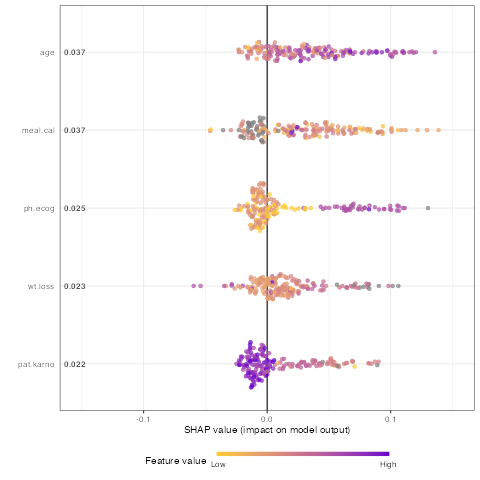 age 0.037
meal.cal 0.037
ph.ecog 0.025
wt.loss 0.023
pat.karno 0.022
-0.1 0.0 0.1
SHAP value (impact on model output)
Feature value Low High